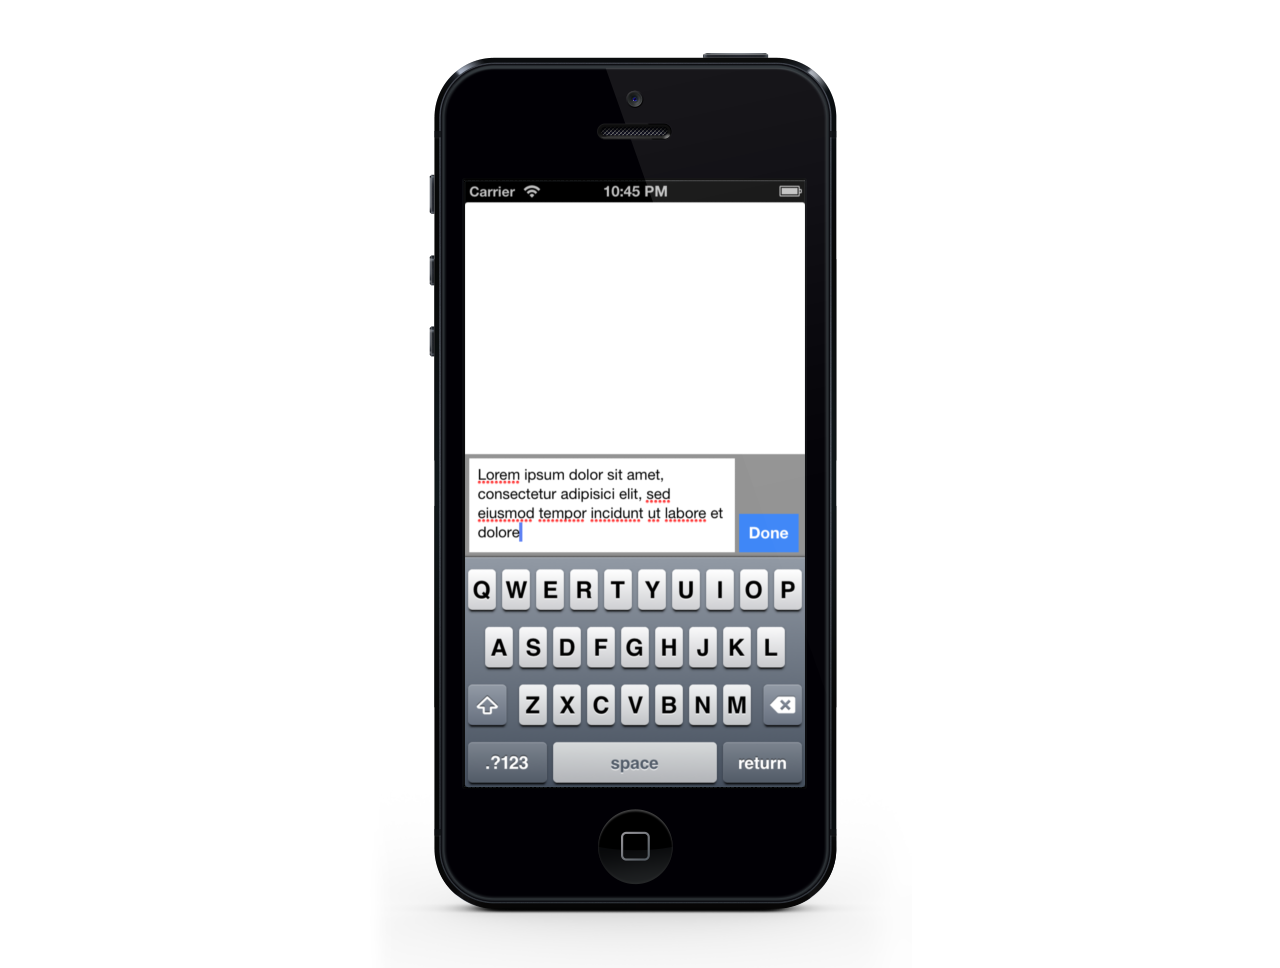 Carrier 10:45 PM
Lorem ipsum dolor sit amet,
consectetur adipisici elit, sed
eiusmod tempor incidunt ut labore et
dolore
Done
Q W E R T Y U I O P
A S D F G H J K L
Z X C V B N M
.?123 space return